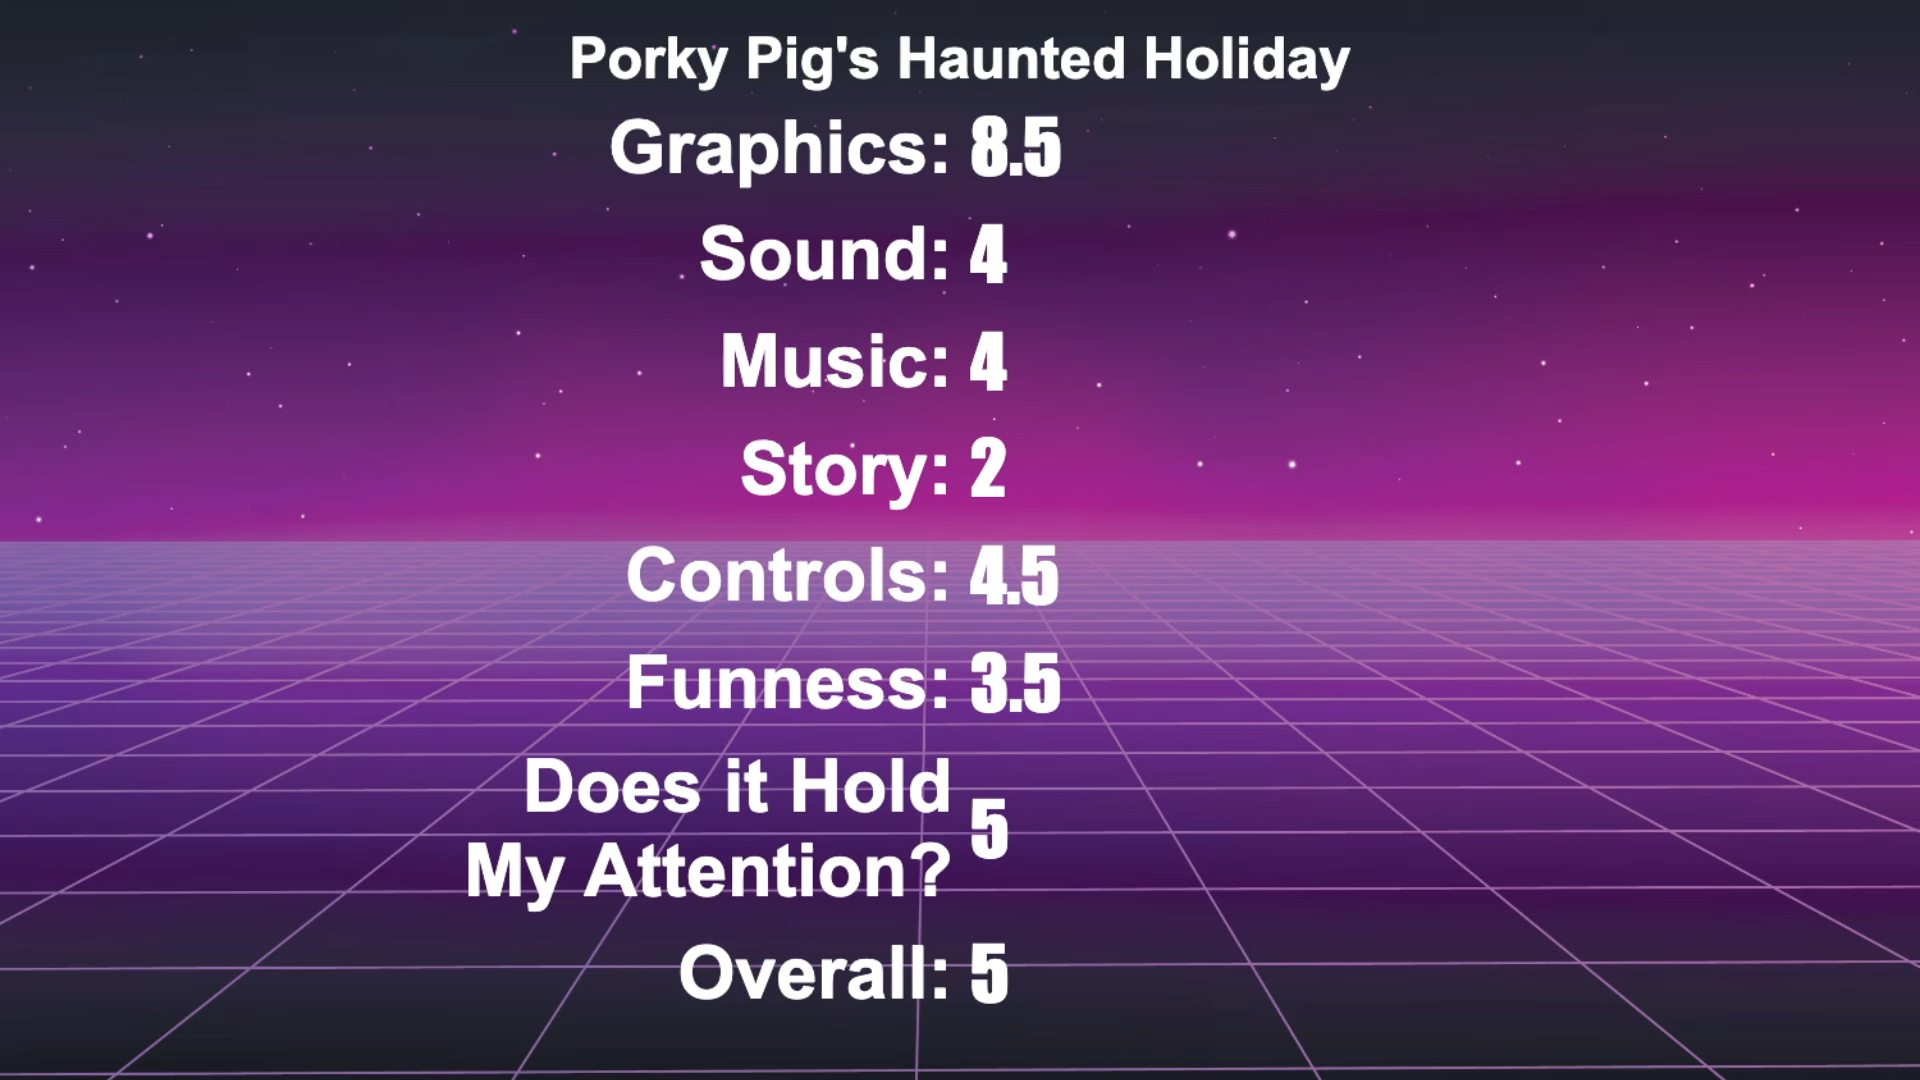 Porky Pig's Haunted Holiday
Graphics: 8.5
Sound: 4
Music: 4
Story: 2
Controls: 4.5
Funness: 3.5
Does it Hold
My Attention? 5
Overall: 5